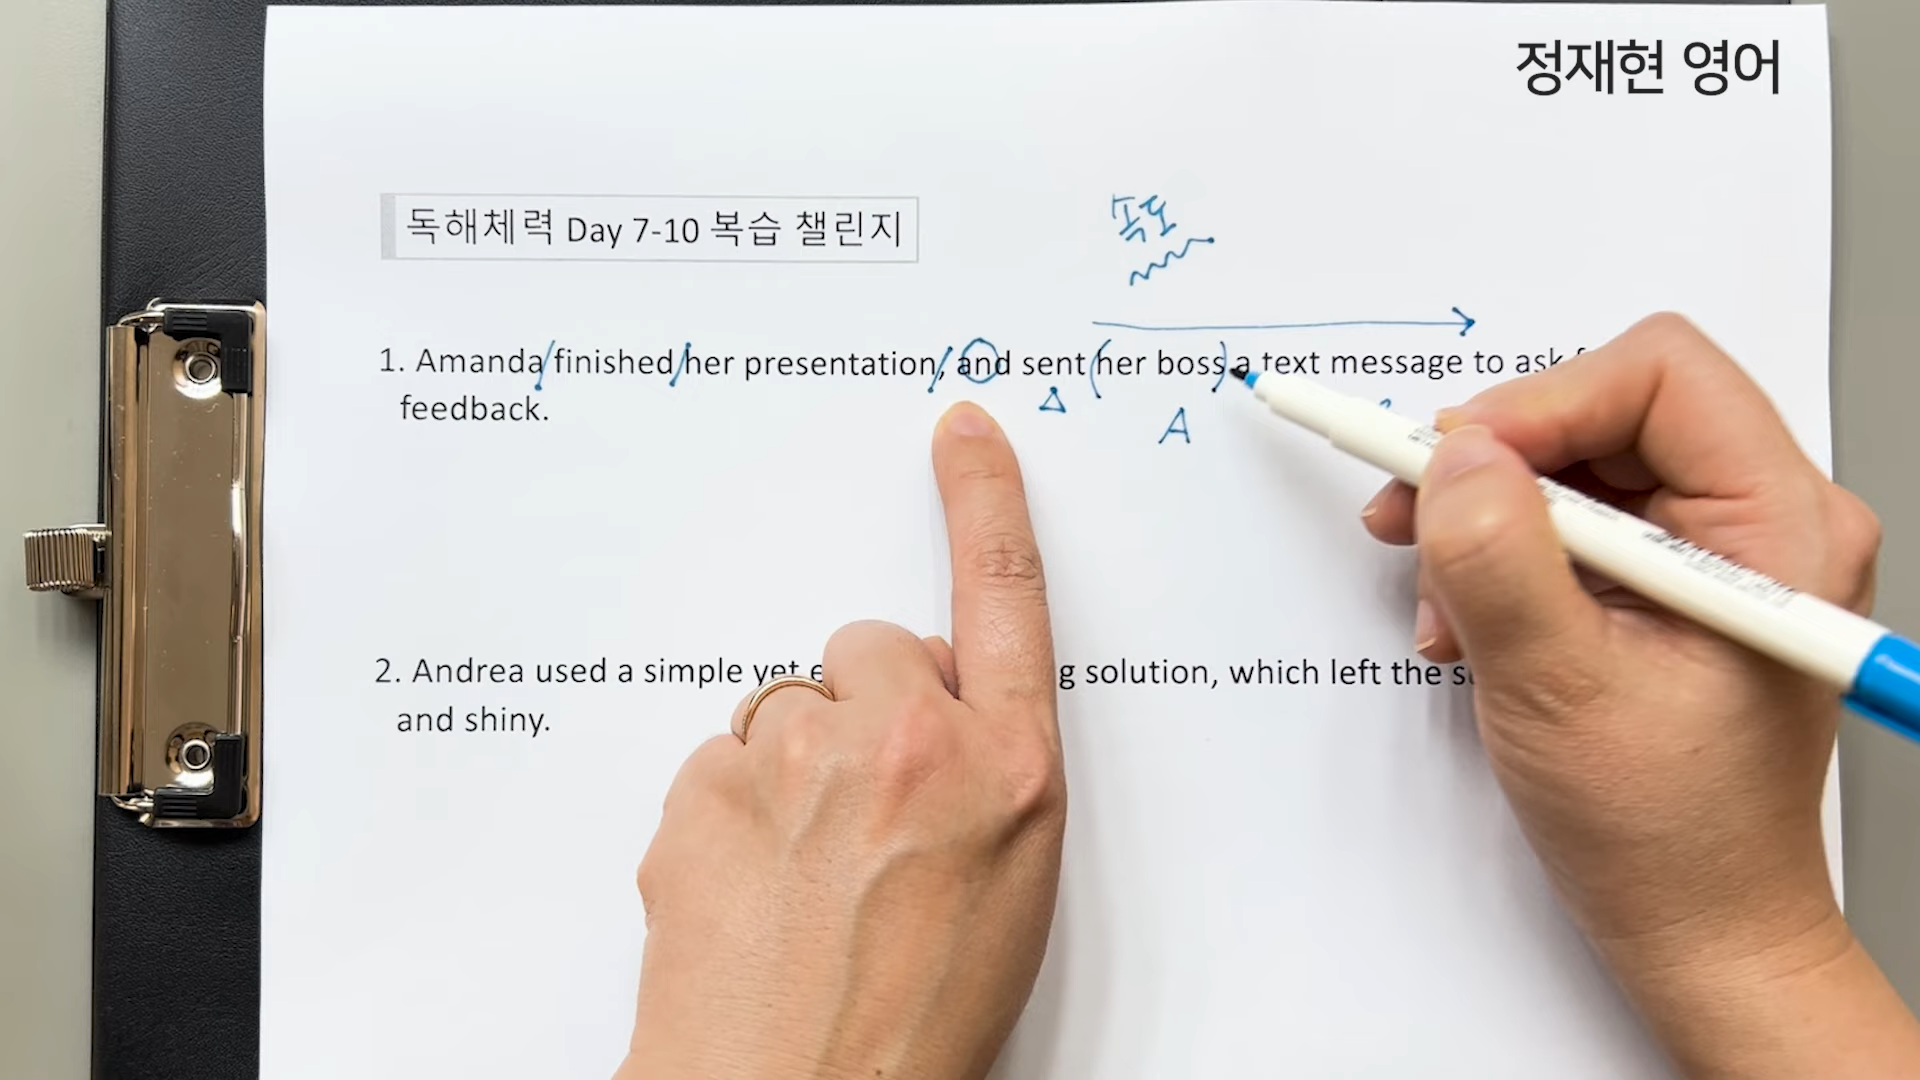 정재현 영어
독해체력 Day 7-10 복습 챌린지
속도
1. Amanda finished her presentation, and sent her boss a text message to ask
feedback.
A
2. Andrea used a simple yet solution, which left the
and shiny.